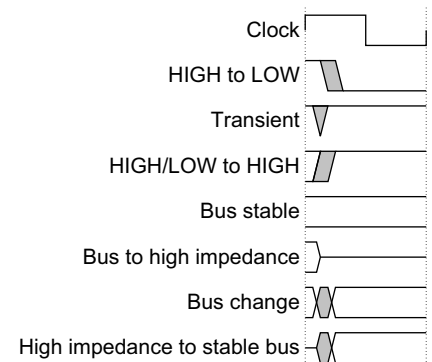 Clock
HIGH to LOW
Transient
HIGH/LOW to HIGH
Bus stable
Bus to high impedance
Bus change
High impedance to stable bus